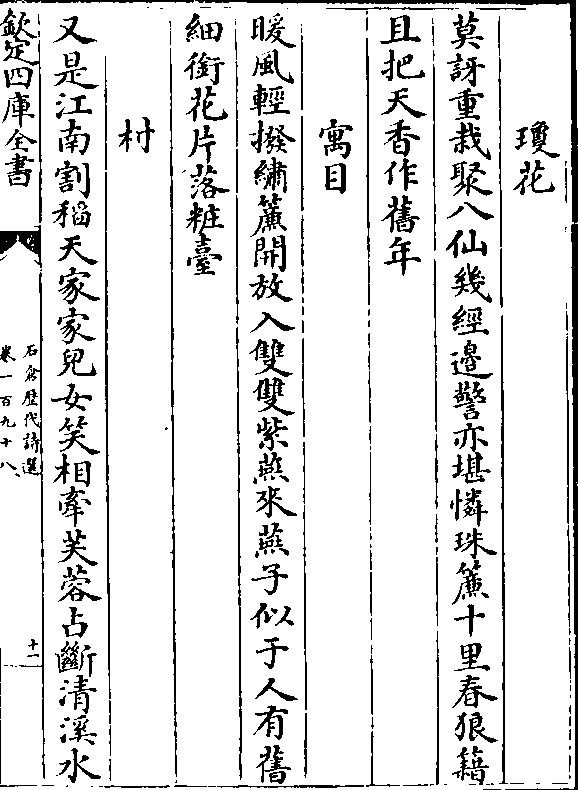 瓊花
莫訝重栽聚八仙幾經邉警亦堪憐珠簾十里春狼籍
且把天香作舊年
寓目
暖風輕撥繡簾開放入雙雙紫燕來燕子似于人有舊
細銜花片落粧臺
村
又是江南割稻天家家兒女笑相牽芙蓉占斷清溪水
欽定四庫全書
石倉歷代詩選
卷一百九十八
十一